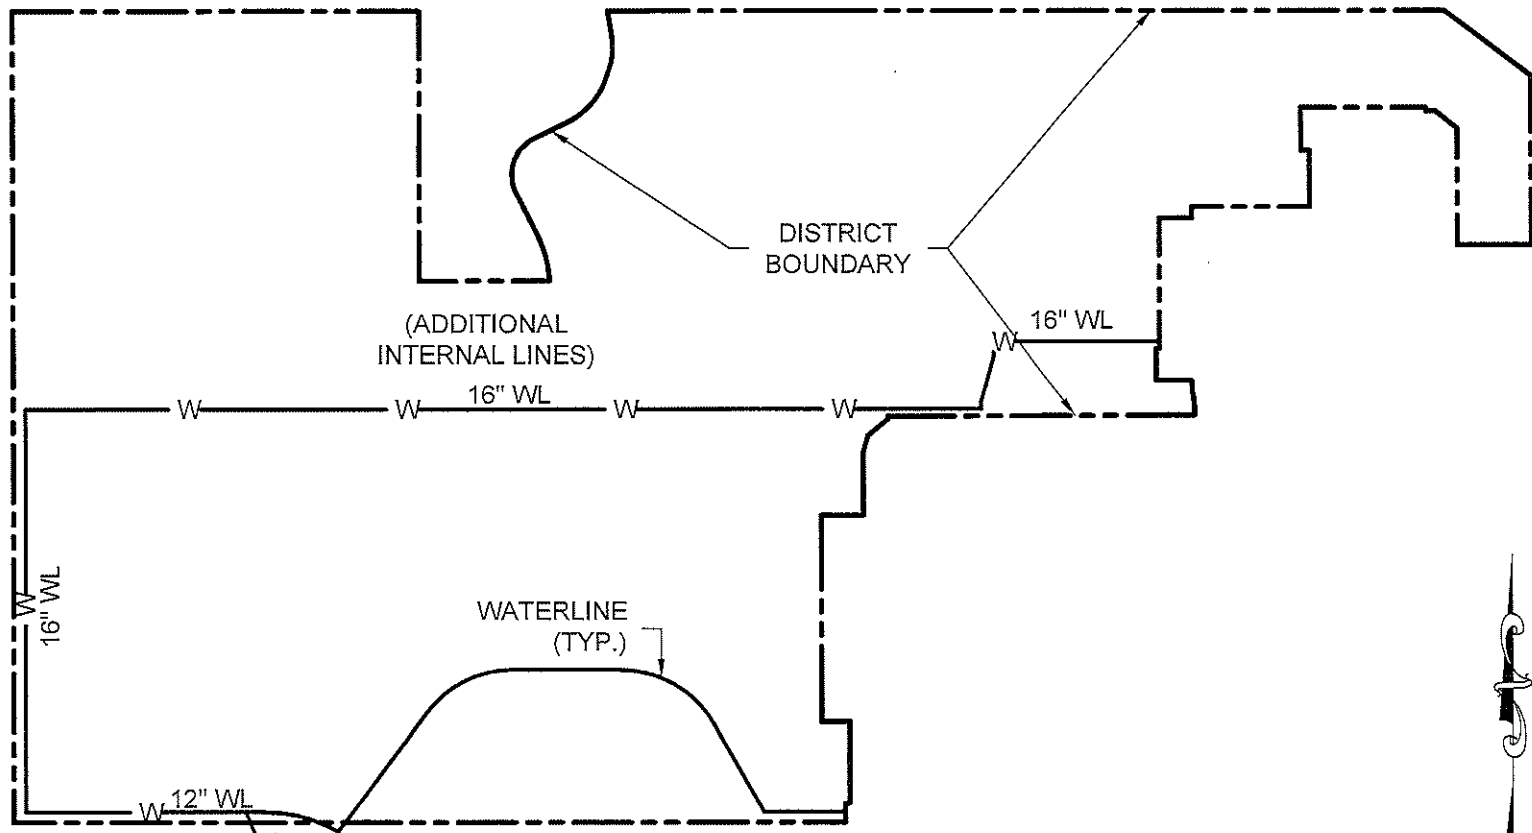 DISTRICT
BOUNDARY
(ADDITIONAL
INTERNAL LINES)
16" WL
W
16" WL
W
W
W
W
W
16" WL
WATERLINE
(TYP.)
W
12" WL